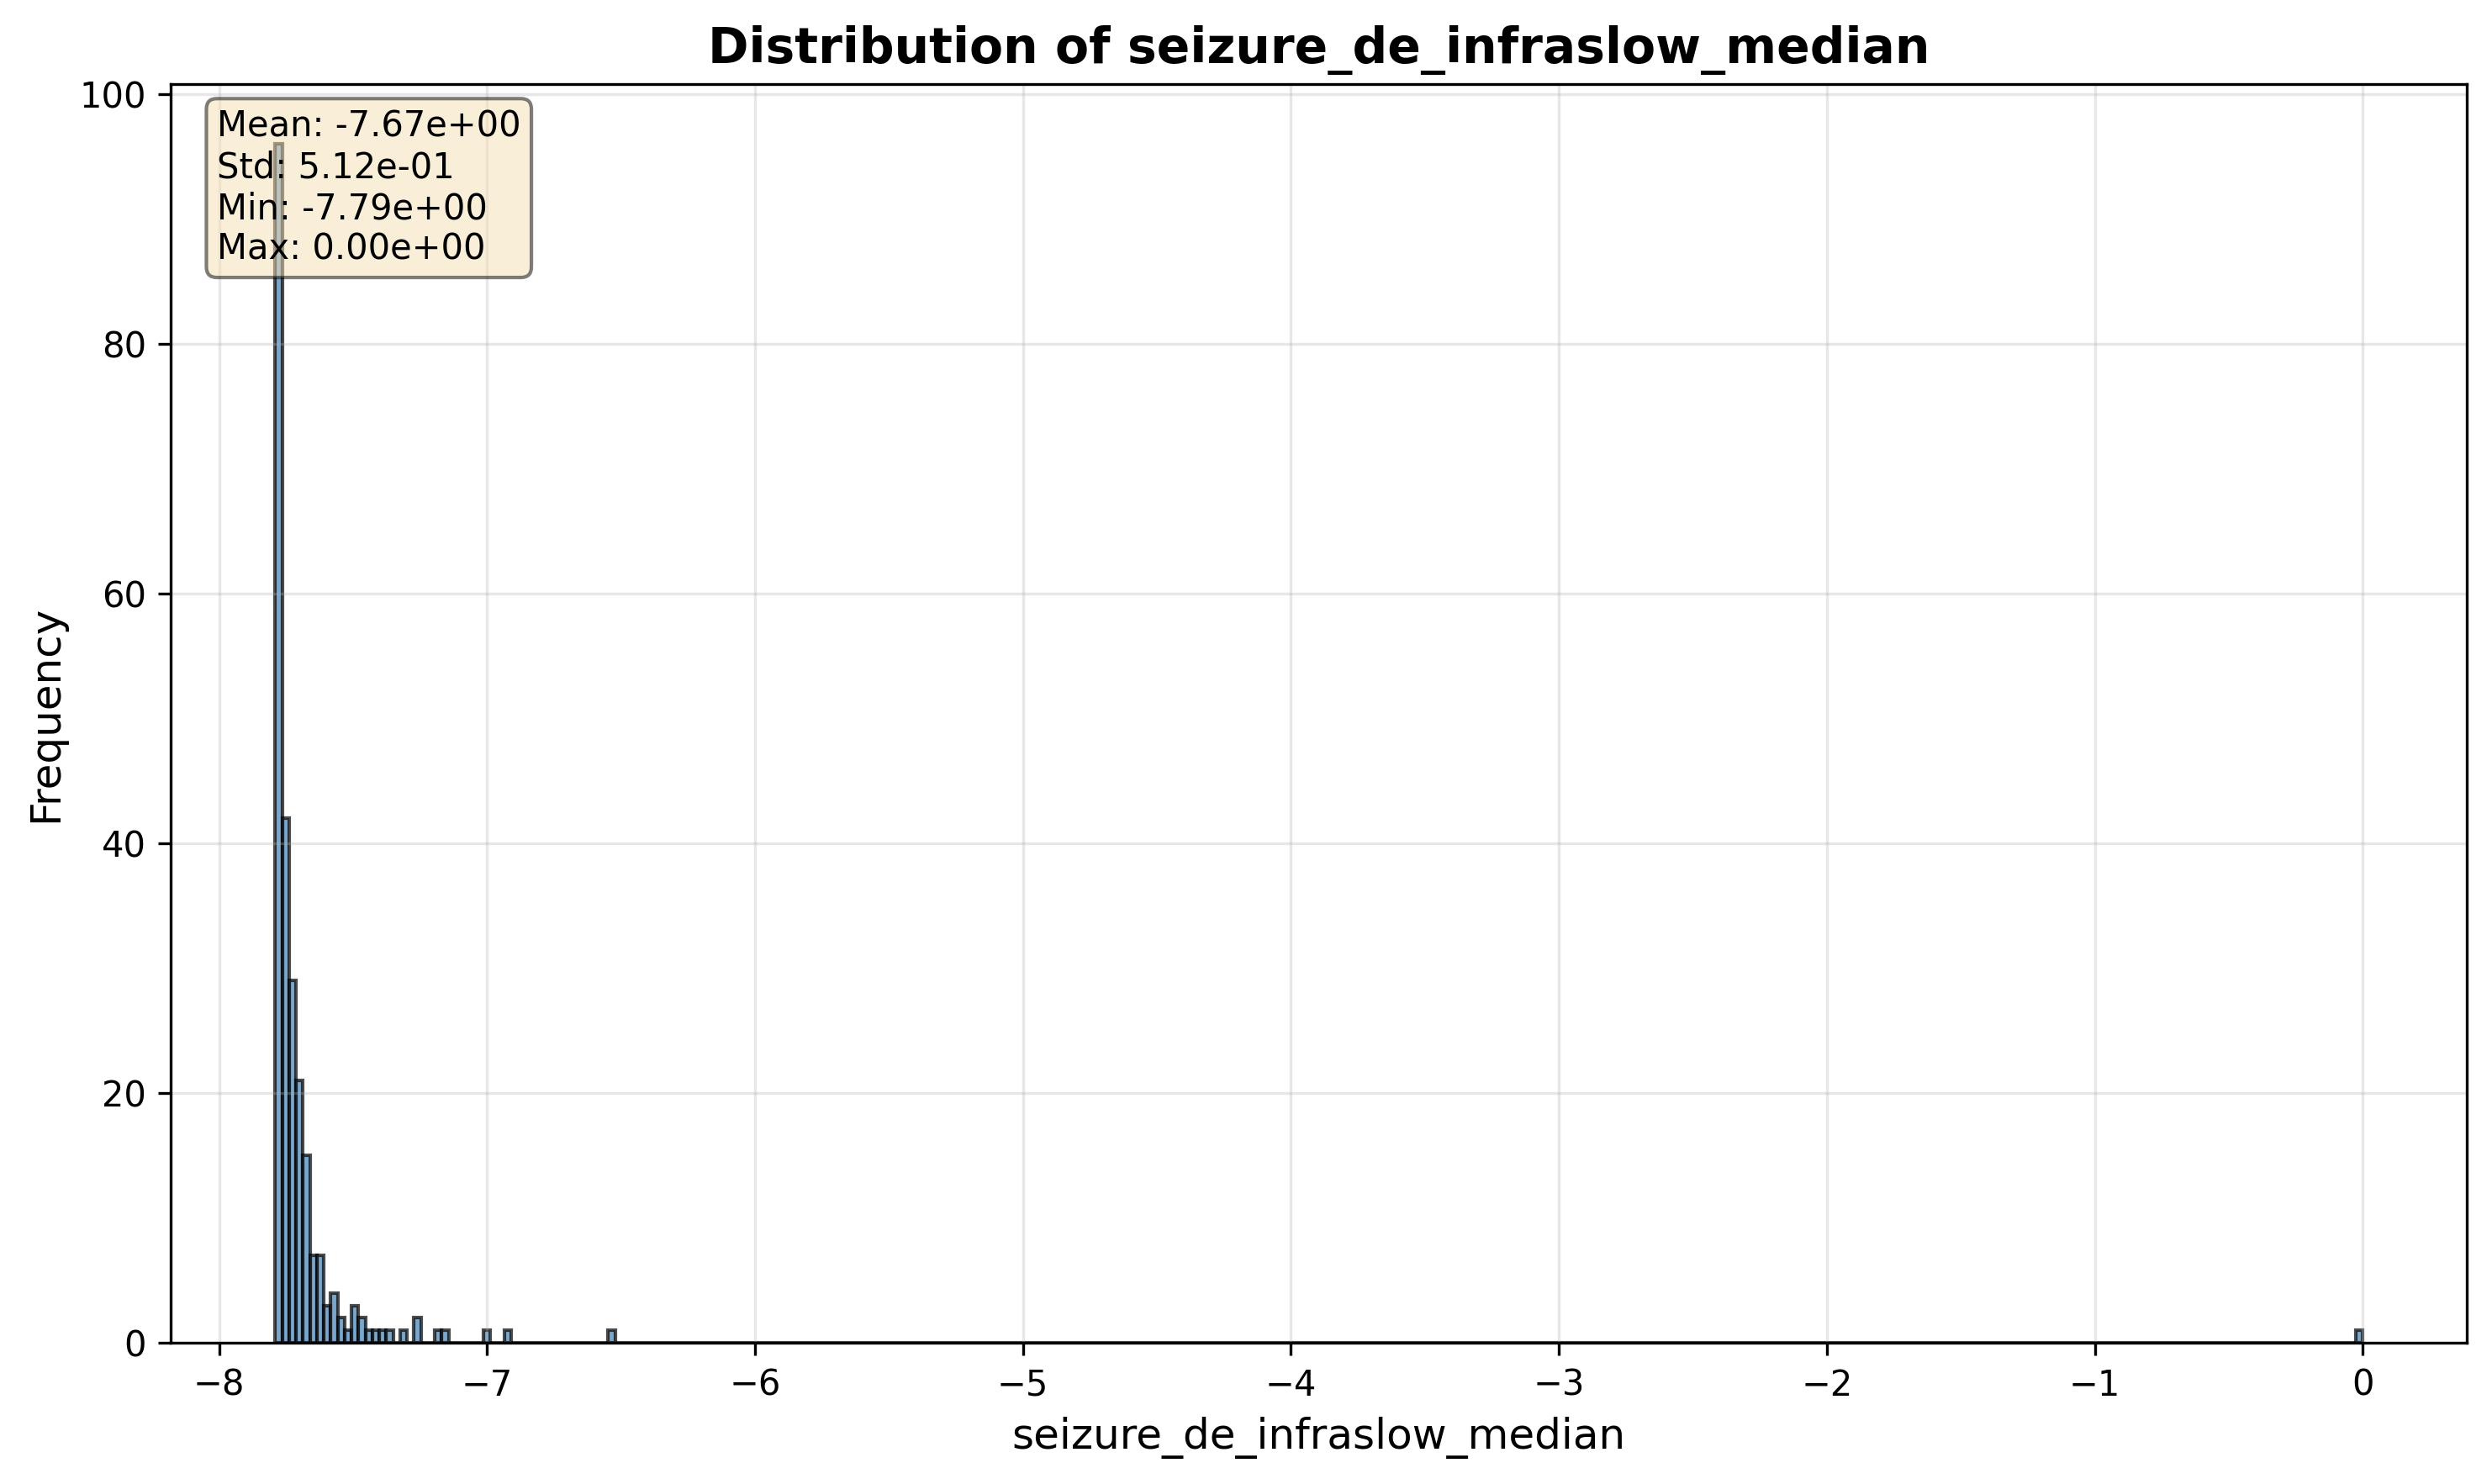 Distribution of seizure_de_infraslow_median
100
80
60
40
20
0
Frequency
Mean: -7.67e+00
Std: 5.12e-01
Min: -7.79e+00
Max: 0.00e+00
−8 −7 −6 −5 −4 −3 −2 −1 0
seizure_de_infraslow_median